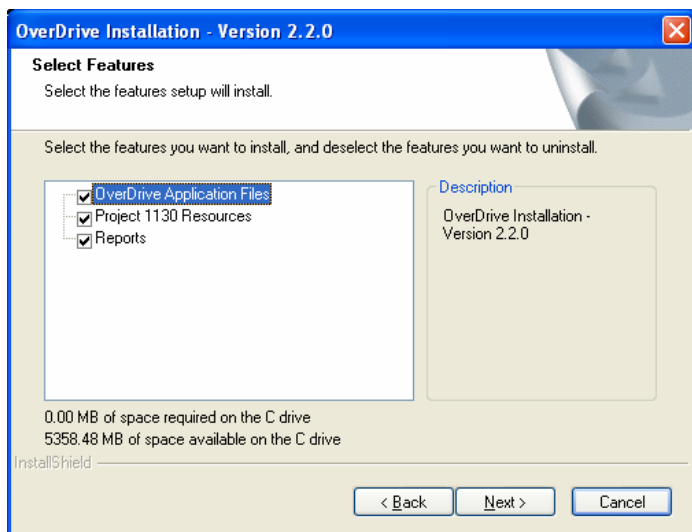 OverDrive Installation - Version 2.2.0
Select Features
Select the features setup will install.
Select the features you want to install, and deselect the features you want to uninstall.
OverDrive Application Files
Project 1130 Resources
Reports
Description
OverDrive Installation -
Version 2.2.0
0.00 MB of space required on the C drive
5358.48 MB of space available on the C drive
InstallShield
< Back
Next >
Cancel